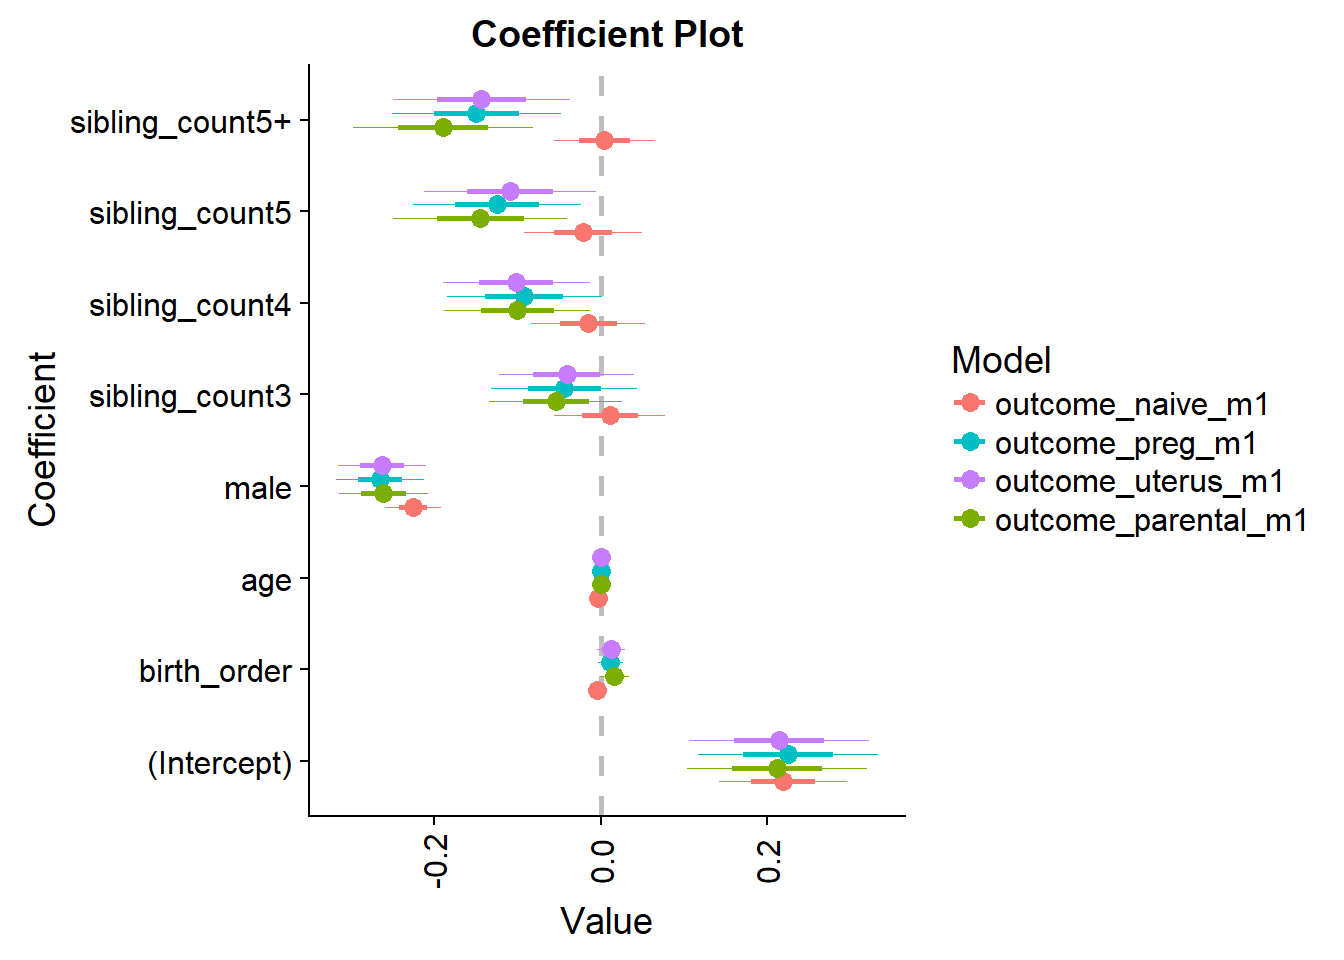 Coefficient Plot
sibling_count5+
sibling_count5
sibling_count4
sibling_count3
male
age
birth_order
(Intercept)
Coefficient
-0.2
0.0
0.2
Value
Model
outcome_naive_m1
outcome_preg_m1
outcome_uterus_m1
outcome_parental_m1